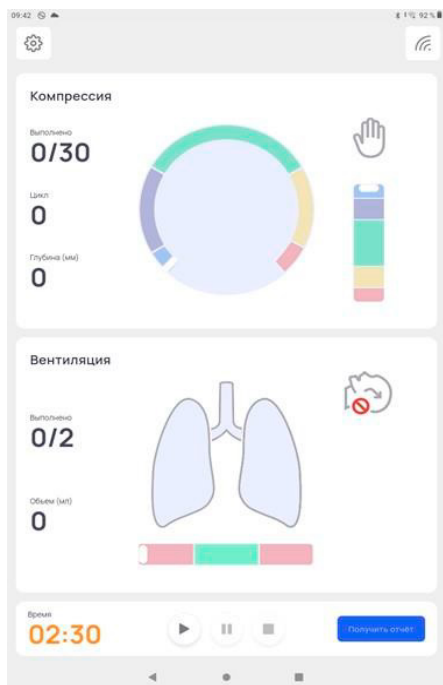 09:42
92%
Компрессия
Выполнено
0/30
Цикл
0
Глубина (мм)
0
Вентиляция
Выполнено
0/2
Объем (мл)
0
Время
02:30
Получить отчёт